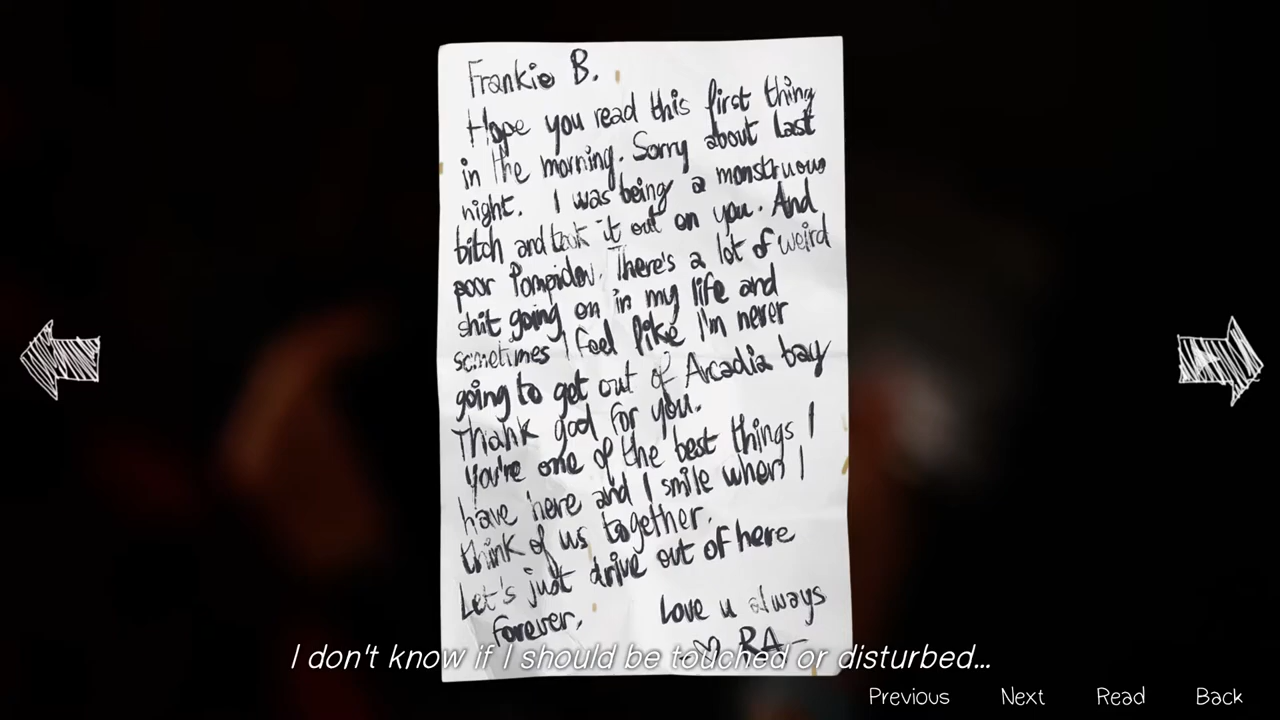 Frankie B.
Hope you read this first thing
in the morning. Sorry about last
night. I was being a monstruous
bitch and took it out on you. And
poor Pompidou. There's a lot of weird
shit going on in my life and
sometimes I feel like I'm never
going to get out of Arcadia bay
Thank god for you.
You're one of the best things I
have here and I smile when I
think of us together.
Let's just drive out of here
forever.
Love u always
-♡ RA-
I don't know if I should be touched or disturbed...
Previous Next Read Back